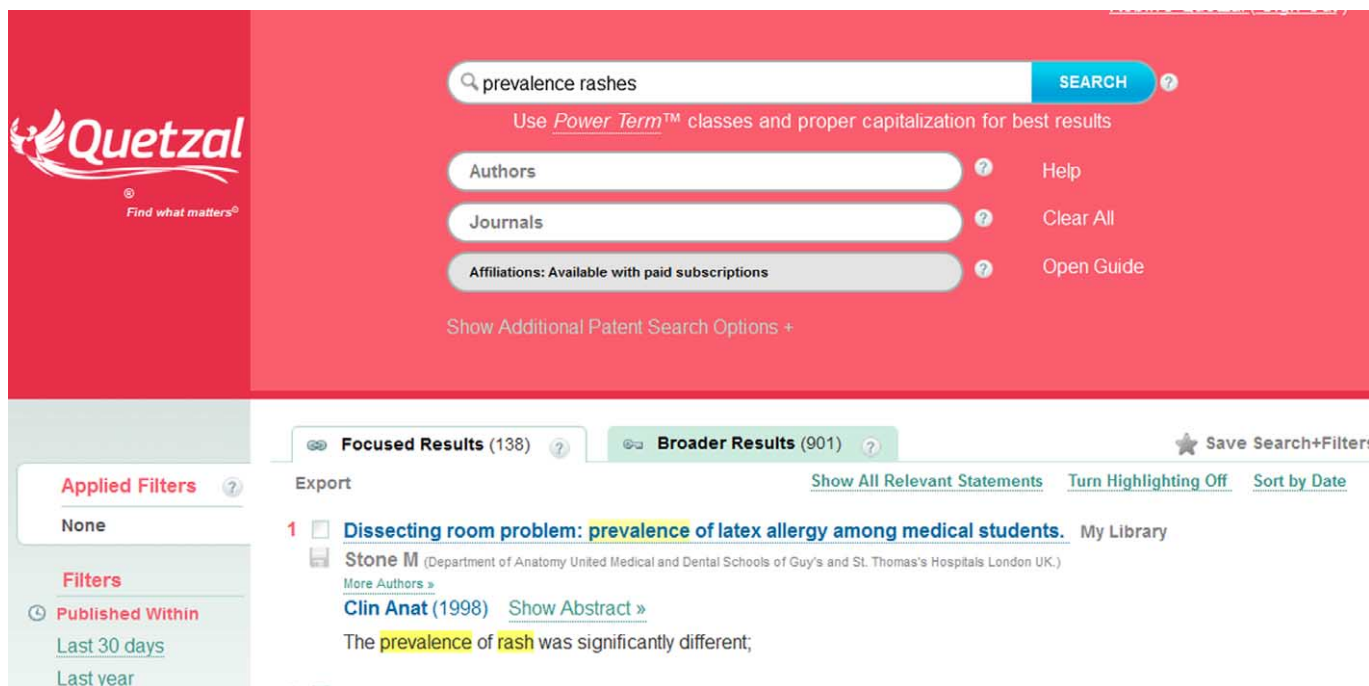 prevalence rashes
SEARCH
?
Use Power Term™ classes and proper capitalization for best results
Quetzal
®
Find what matters©
Authors
?
Help
Journals
?
Clear All
Affiliations: Available with paid subscriptions
?
Open Guide
Show Additional Patent Search Options +
Focused Results (138) ?
Broader Results (901) ?
Save Search+Filters
Applied Filters ?
None
Export
Show All Relevant Statements
Turn Highlighting Off
Sort by Date
1 Dissecting room problem: prevalence of latex allergy among medical students. My Library
Stone M (Department of Anatomy United Medical and Dental Schools of Guy's and St. Thomas's Hospitals London UK.)
More Authors »
Clin Anat (1998) Show Abstract »
The prevalence of rash was significantly different;
Filters
Published Within
Last 30 days
Last year